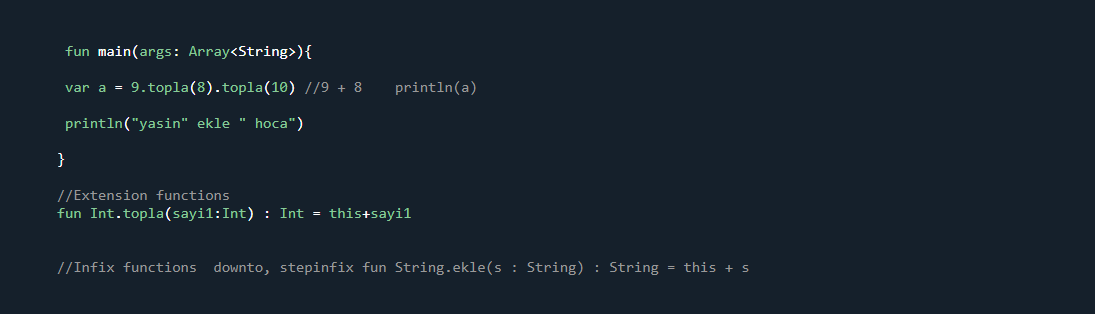 fun main(args: Array<String>){
var a = 9.topla(8).topla(10) //9 + 8    println(a)
println("yasin" ekle " hoca")
}
//Extension functions
fun Int.topla(sayi1:Int) : Int = this+sayi1
//Infix functions  downto, stepinfix fun String.ekle(s : String) : String = this + s